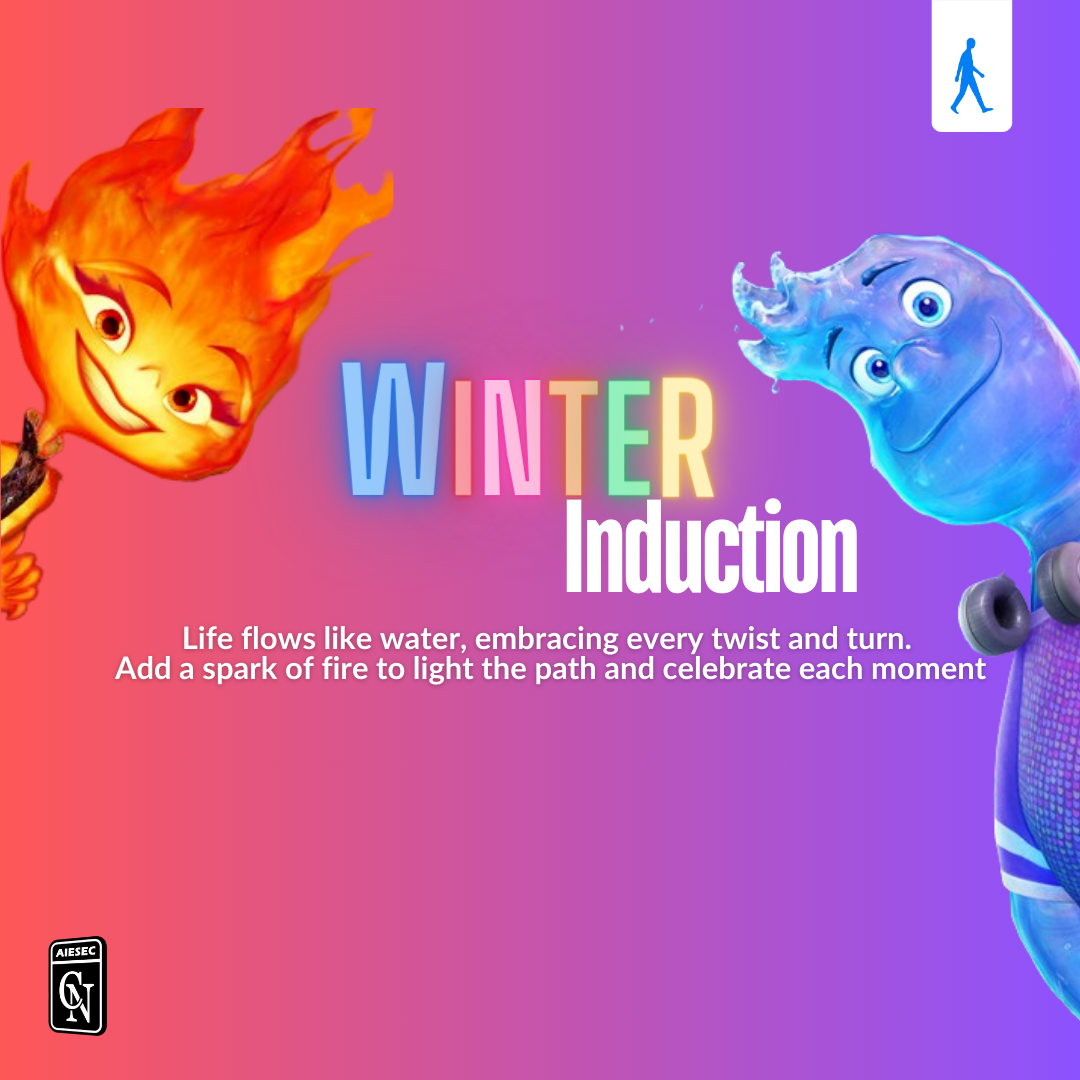 WINTER
Induction
Life flows like water, embracing every twist and turn.
Add a spark of fire to light the path and celebrate each moment
AIESEC
CN